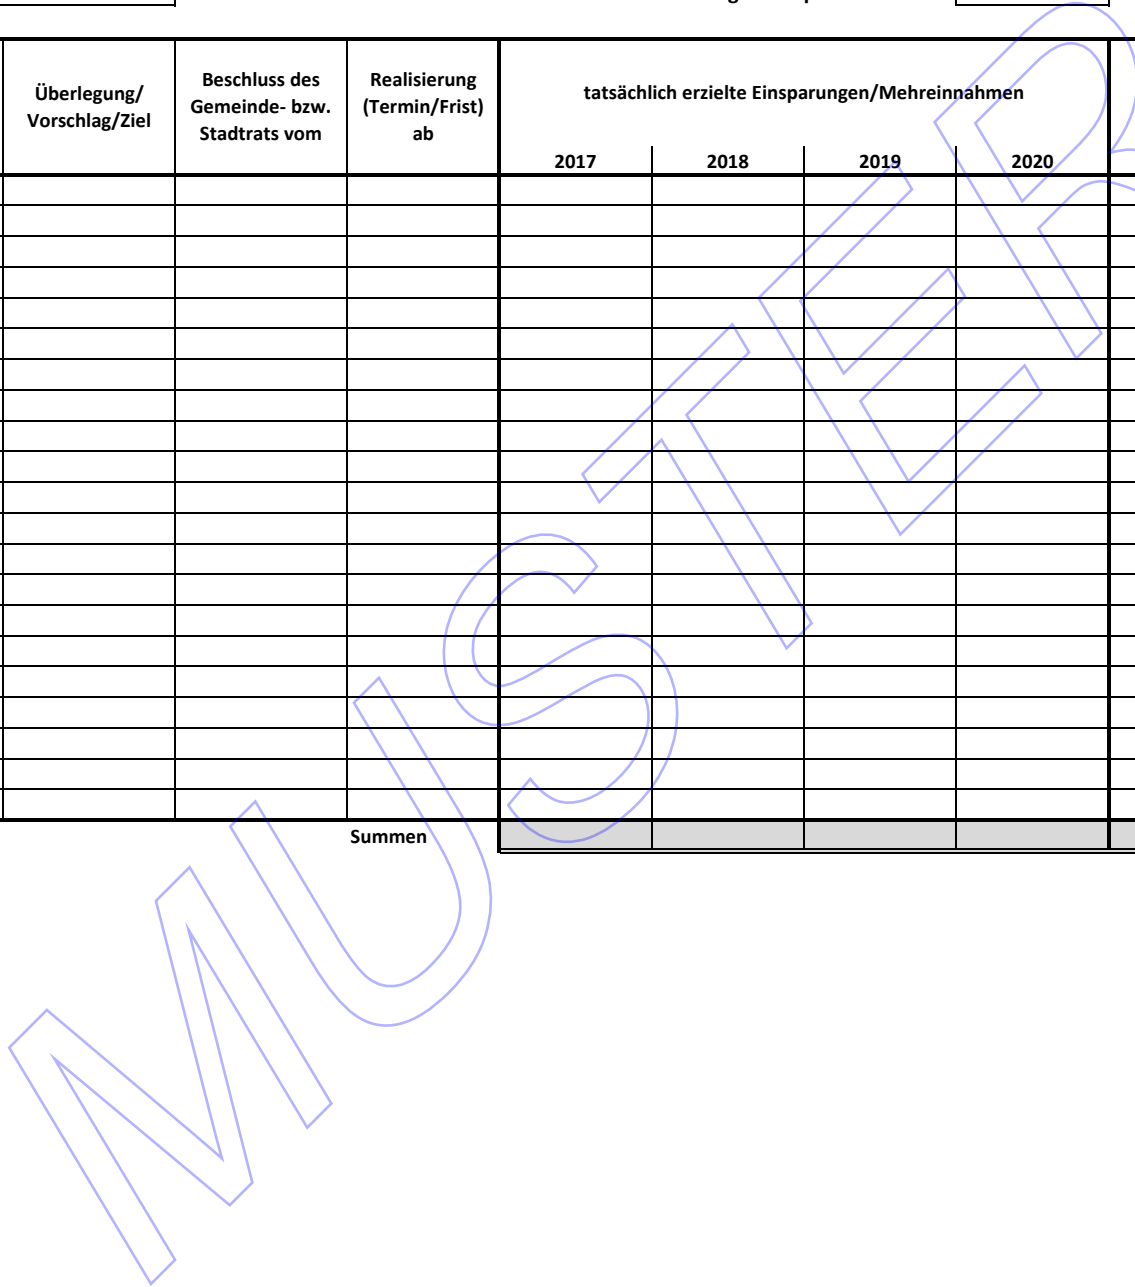 Überlegung/
Vorschlag/Ziel
Beschluss des
Gemeinde- bzw.
Stadtrats vom
Realisierung
(Termin/Frist)
ab
tatsächlich erzielte Einsparungen/Mehreinnahmen
2017 2018 2019 2020
Summen
MUSTER